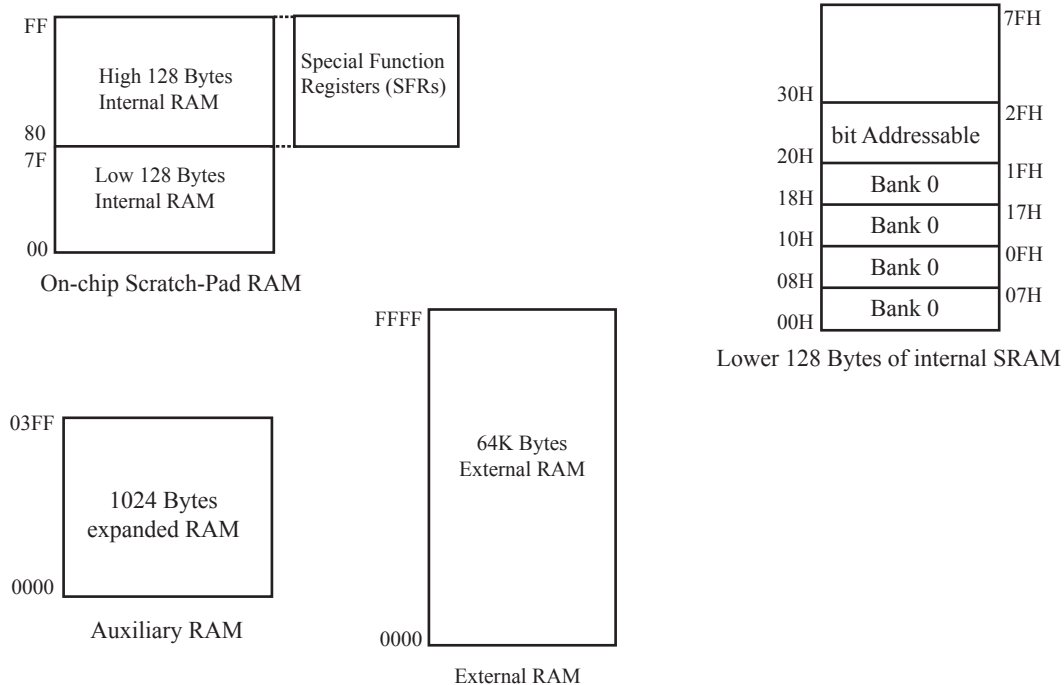 FF
High 128 Bytes
Internal RAM
80
7F
Low 128 Bytes
Internal RAM
00
On-chip Scratch-Pad RAM
Special Function
Registers (SFRs)
7FH
30H
2FH
bit Addressable
20H
1FH
Bank 0
18H
17H
Bank 0
10H
0FH
Bank 0
08H
07H
Bank 0
00H
Lower 128 Bytes of internal SRAM
03FF
1024 Bytes
expanded RAM
0000
Auxiliary RAM
FFFF
64K Bytes
External RAM
0000
External RAM